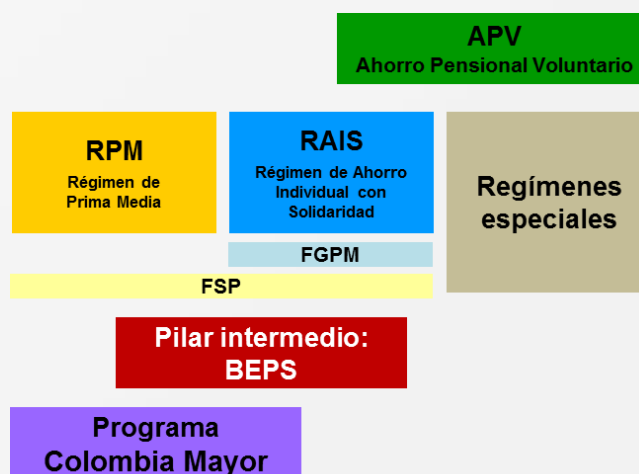 APV
Ahorro Pensional Voluntario
RPM
Régimen de
Prima Media
RAIS
Régimen de Ahorro
Individual con
Solidaridad
Regímenes
especiales
FGPM
FSP
Pilar intermedio:
BEPS
Programa
Colombia Mayor